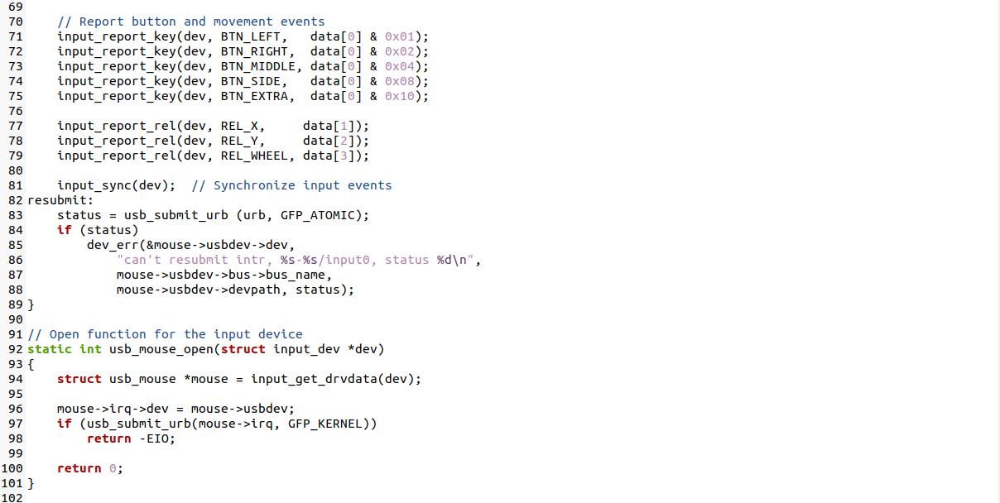 69
70     // Report button and movement events
71     input_report_key(dev, BTN_LEFT,   data[0] & 0x01);
72     input_report_key(dev, BTN_RIGHT,  data[0] & 0x02);
73     input_report_key(dev, BTN_MIDDLE, data[0] & 0x04);
74     input_report_key(dev, BTN_SIDE,   data[0] & 0x08);
75     input_report_key(dev, BTN_EXTRA,  data[0] & 0x10);
76
77     input_report_rel(dev, REL_X,     data[1]);
78     input_report_rel(dev, REL_Y,     data[2]);
79     input_report_rel(dev, REL_WHEEL, data[3]);
80
81     input_sync(dev);  // Synchronize input events
82 resubmit:
83     status = usb_submit_urb (urb, GFP_ATOMIC);
84     if (status)
85         dev_err(&mouse->usbdev->dev,
86             "can't resubmit intr, %s-%s/input0, status %d\n",
87             mouse->usbdev->bus->bus_name,
88             mouse->usbdev->devpath, status);
89 }
90
91 // Open function for the input device
92 static int usb_mouse_open(struct input_dev *dev)
93 {
94     struct usb_mouse *mouse = input_get_drvdata(dev);
95
96     mouse->irq->dev = mouse->usbdev;
97     if (usb_submit_urb(mouse->irq, GFP_KERNEL))
98         return -EIO;
99
100     return 0;
101 }
102